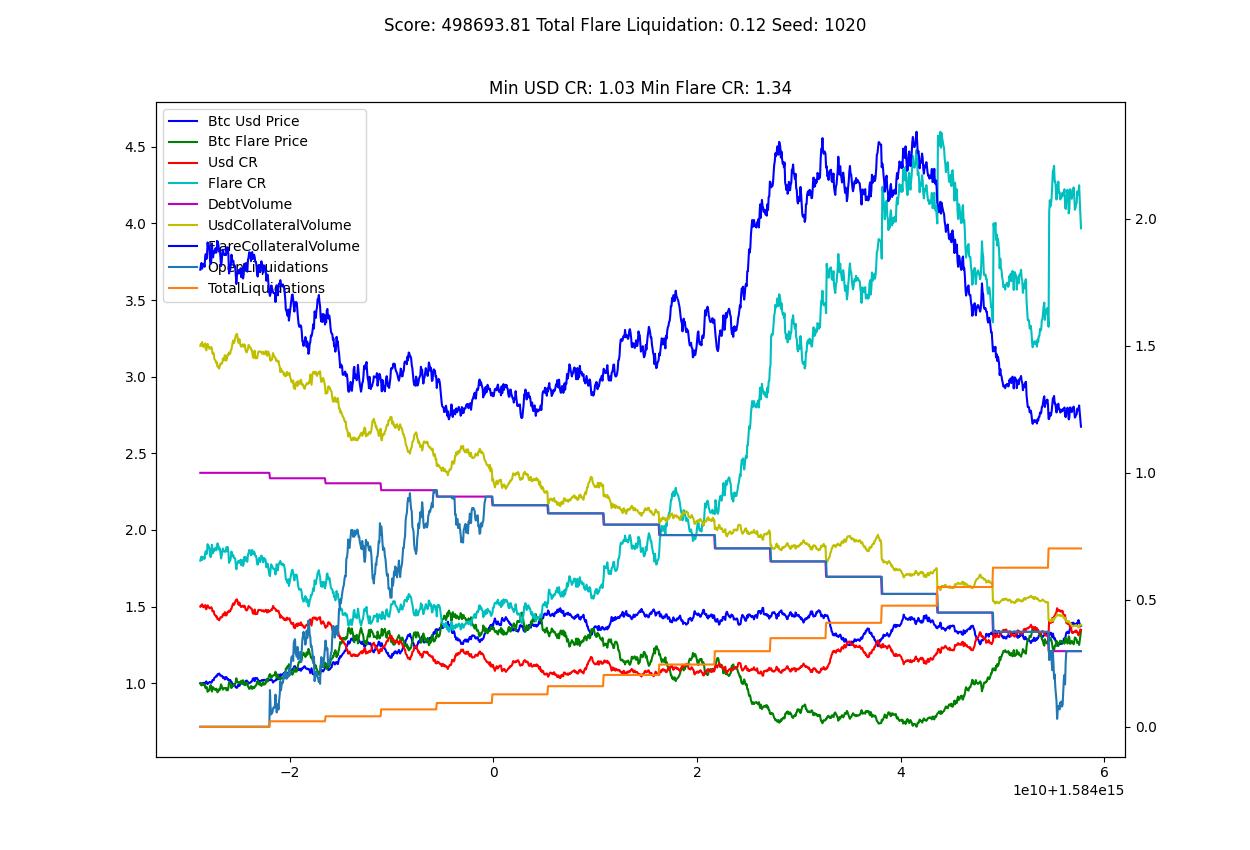 Score: 498693.81 Total Flare Liquidation: 0.12 Seed: 1020
Min USD CR: 1.03 Min Flare CR: 1.34
Btc Usd Price
Btc Flare Price
Usd CR
Flare CR
DebtVolume
UsdCollateralVolume
FlareCollateralVolume
OpenLiquidations
TotalLiquidations
4.5
4.0
3.5
3.0
2.5
2.0
1.5
1.0
2.0
1.5
1.0
0.5
0.0
−2
0
2
4
6
1e10+1.584e15